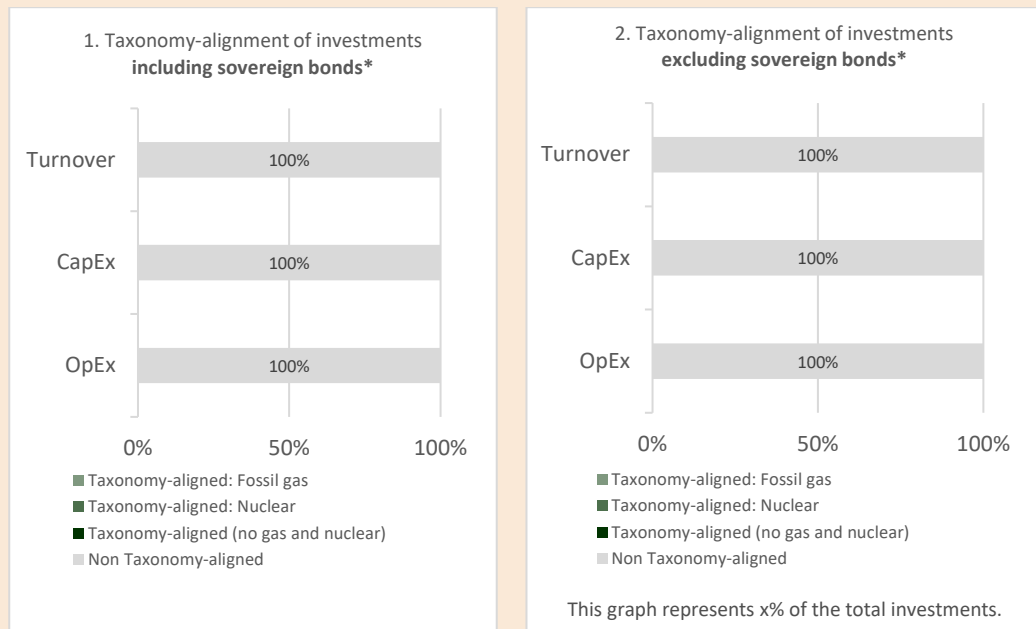 1. Taxonomy-alignment of investments
including sovereign bonds*
Turnover
100%
CapEx
100%
OpEx
100%
0%
50%
100%
Taxonomy-aligned: Fossil gas
Taxonomy-aligned: Nuclear
Taxonomy-aligned (no gas and nuclear)
Non Taxonomy-aligned
2. Taxonomy-alignment of investments
excluding sovereign bonds*
Turnover
100%
CapEx
100%
OpEx
100%
0%
50%
100%
Taxonomy-aligned: Fossil gas
Taxonomy-aligned: Nuclear
Taxonomy-aligned (no gas and nuclear)
Non Taxonomy-aligned
This graph represents x% of the total investments.